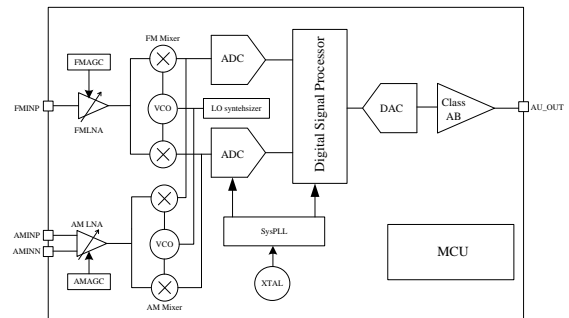 FMAGC
FM Mixer
ADC
FMINP
VCO
LO syntehsizer
FMLNA
Digital Signal Processor
DAC
Class
AB
AU_OUT
ADC
AMINP
AM LNA
AMINN
VCO
SysPLL
MCU
AMAGC
AM Mixer
XTAL